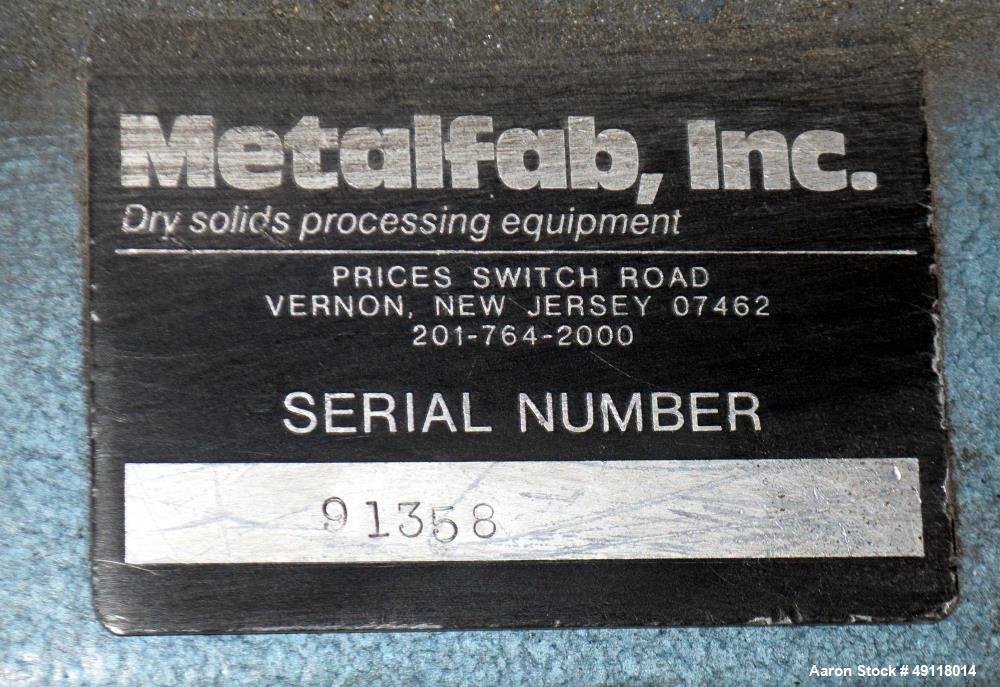 Metalfab, Inc.
Dry solids processing equipment
PRICES SWITCH ROAD
VERNON, NEW JERSEY 07462
201-764-2000
SERIAL NUMBER
91358
Aaron Stock # 49118014